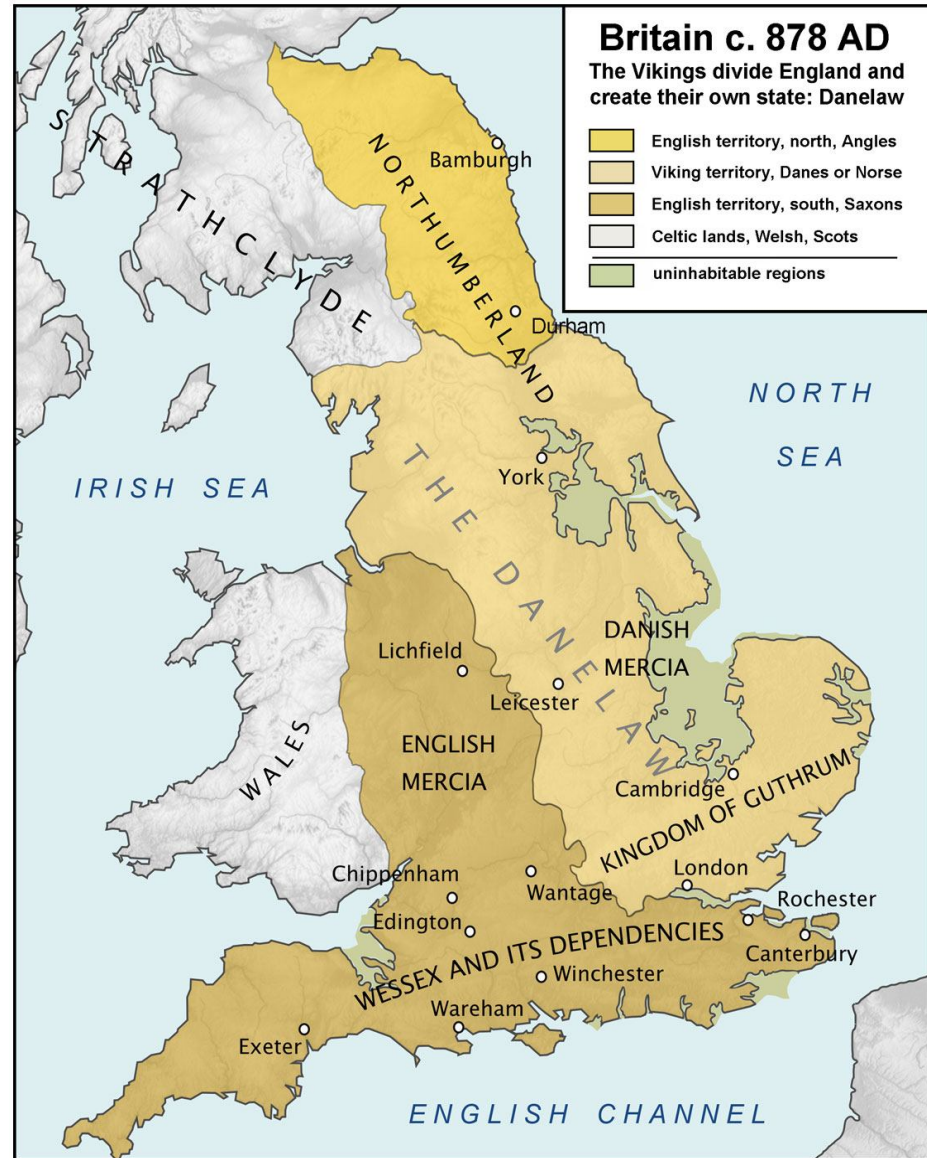 Britain c. 878 AD
The Vikings divide England and
create their own state: Danelaw
English territory, north, Angles
Viking territory, Danes or Norse
English territory, south, Saxons
Celtic lands, Welsh, Scots
uninhabitable regions
STRATHCLYDE
NORTHUMBERLAND
Bamburgh
Durham
NORTH
SEA
IRISH SEA
York
THE DANELAW
DANISH
MERCIA
Lichfield
Leicester
ENGLISH
MERCIA
WALES
Cambridge
KINGDOM OF GUTHRUM
Chippenham
Wantage
London
Rochester
Edington
WESSEX AND ITS DEPENDENCIES
Canterbury
Winchester
Wareham
Exeter
ENGLISH CHANNEL